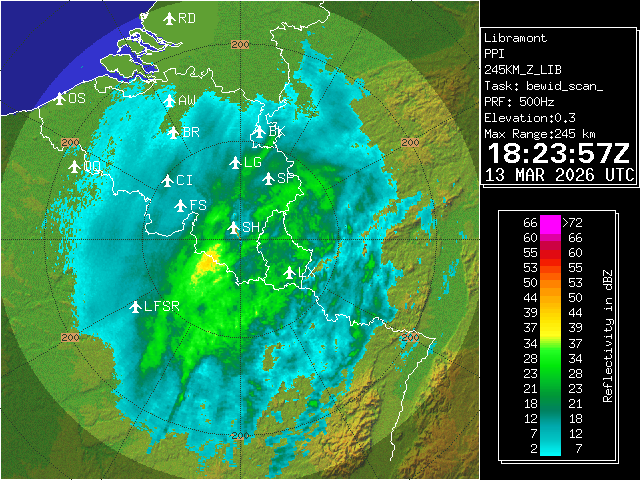 RD
200
OS
AW
BR
BK
200
200
LG
CI
SP
FS
SH
LX
LFSR
200
200
200
Libramont
PPI
245KM_Z_LIB
Task: bewid_scan_
PRF: 500Hz
Elevation:0.3
Max Range:245 km
18:23:57Z
13 MAR 2026 UTC
66 >72
60 66
55 60
53 55
50 53
44 50
39 44
37 39
34 37
28 34
23 28
21 23
18 21
12 18
7 12
2 7
Reflectivity in dBZ